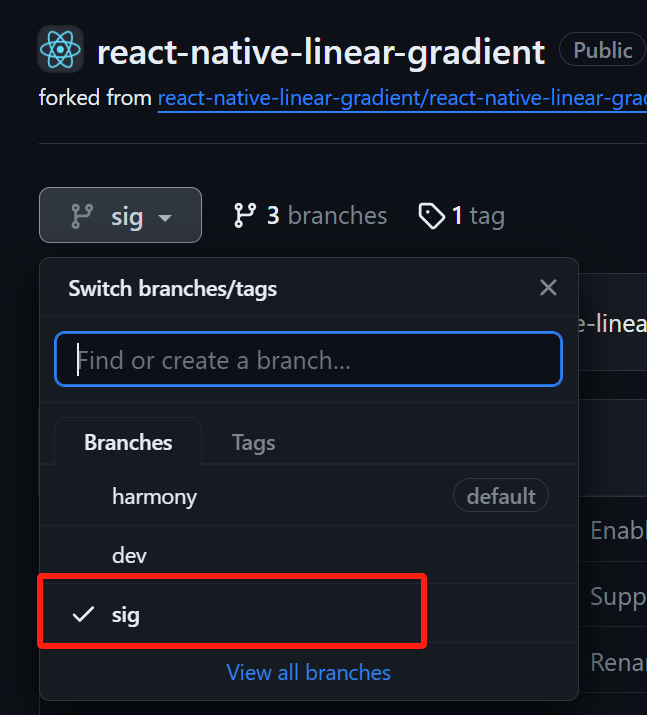 react-native-linear-gradient Public
forked from react-native-linear-gradient/react-native-linear-grad
sig 3 branches 1 tag
Switch branches/tags
e-linea
Find or create a branch...
Branches Tags
harmony default
Enabl
dev
Supp
sig
Rena
View all branches